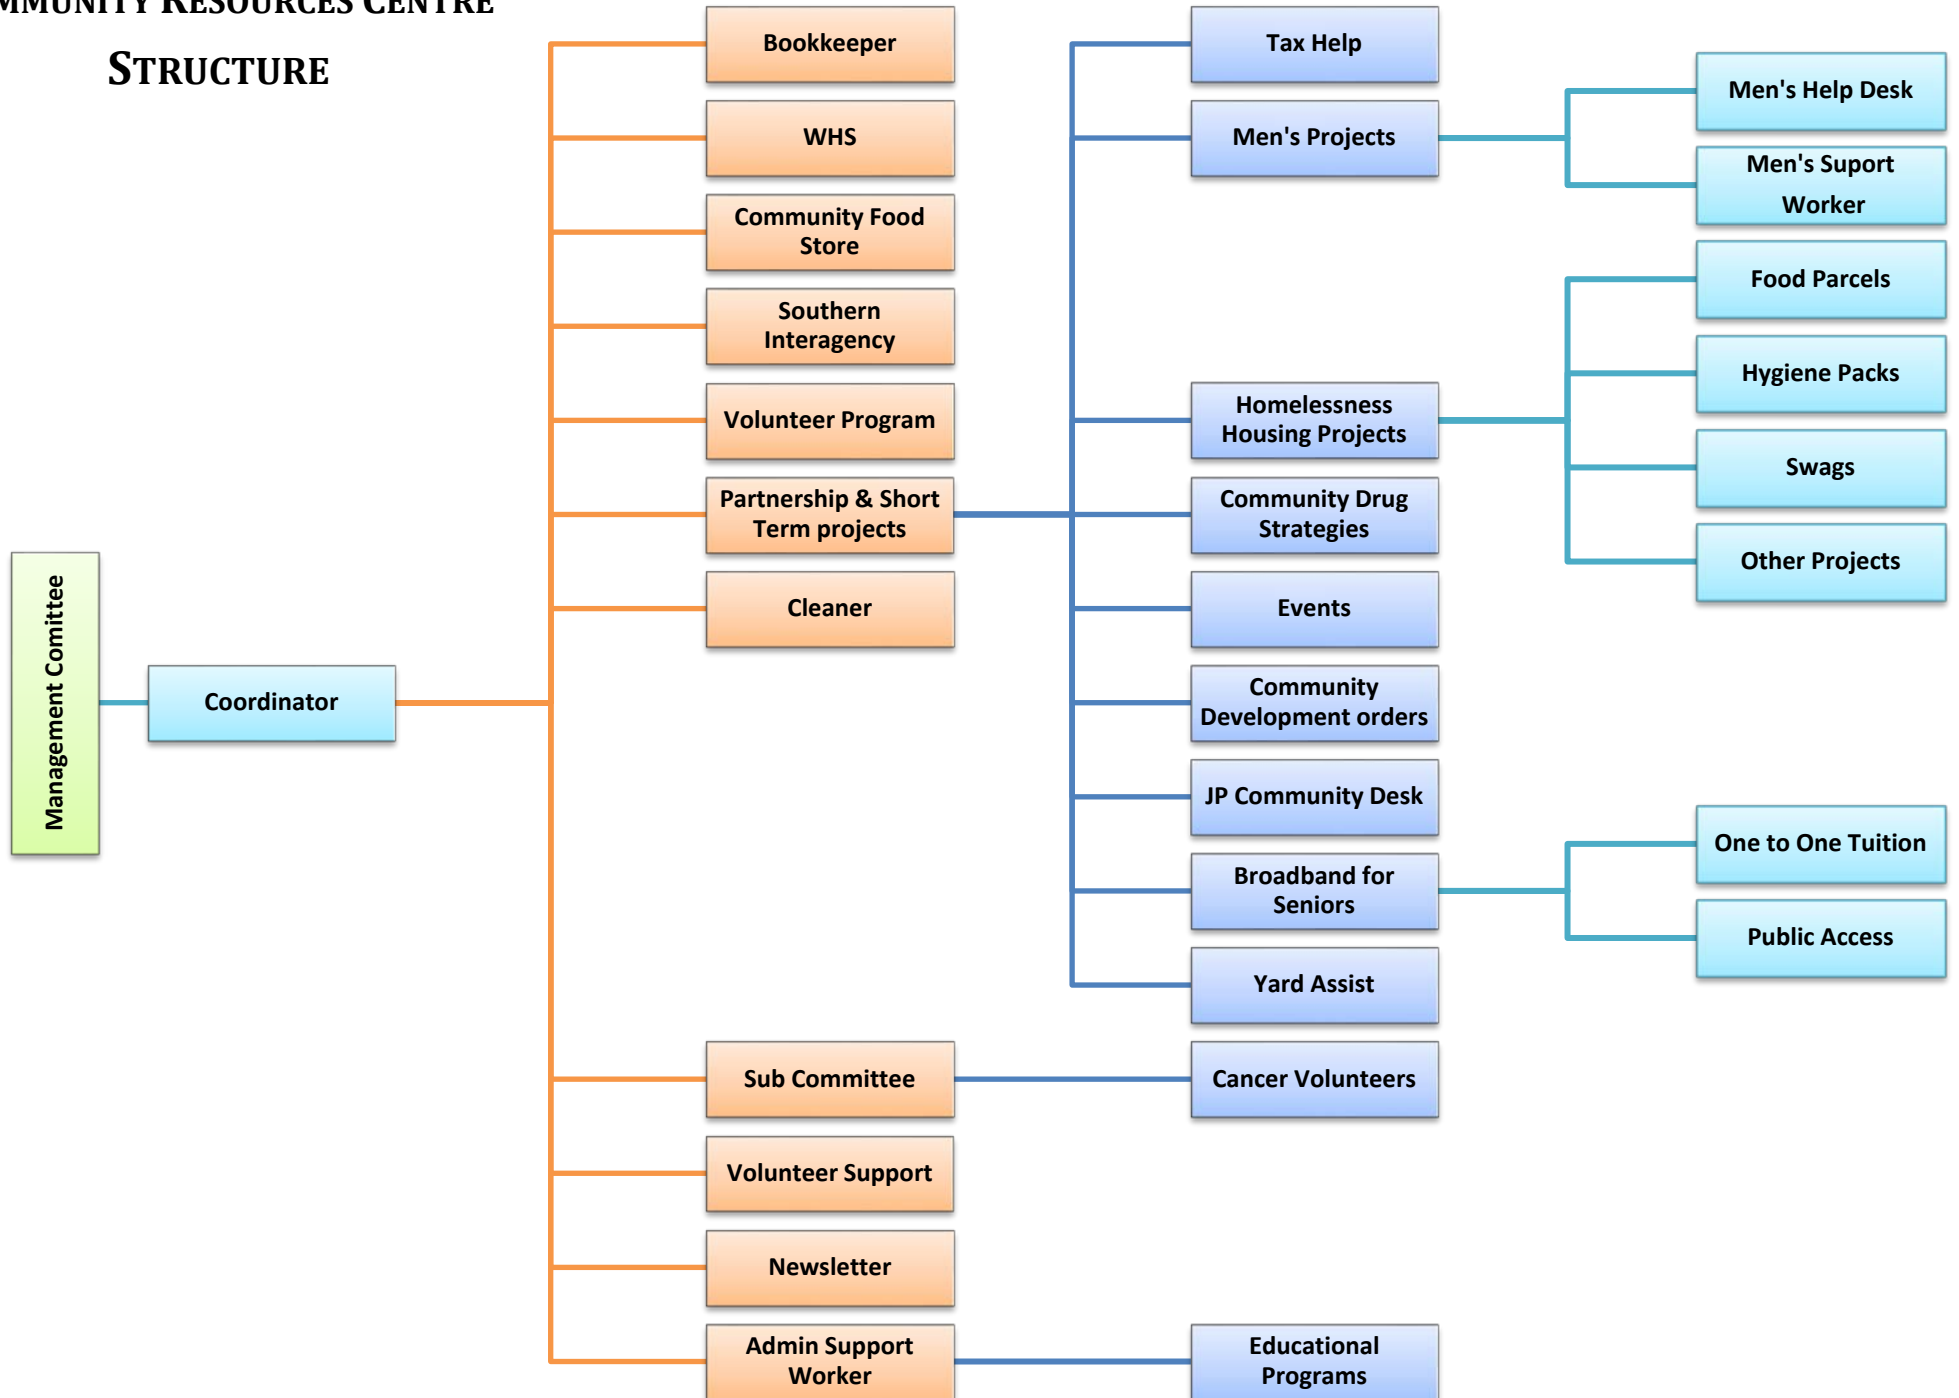 MMUNITY RESOURCES CENTRE
STRUCTURE
Management Comittee
Coordinator
Bookkeeper
WHS
Community Food
Store
Southern
Interagency
Volunteer Program
Partnership & Short
Term projects
Cleaner
Sub Committee
Volunteer Support
Newsletter
Admin Support
Worker
Tax Help
Men's Projects
Homelessness
Housing Projects
Community Drug
Strategies
Events
Community
Development orders
JP Community Desk
Broadband for
Seniors
Yard Assist
Cancer Volunteers
Educational
Programs
Men's Help Desk
Men's Suport
Worker
Food Parcels
Hygiene Packs
Swags
Other Projects
One to One Tuition
Public Access